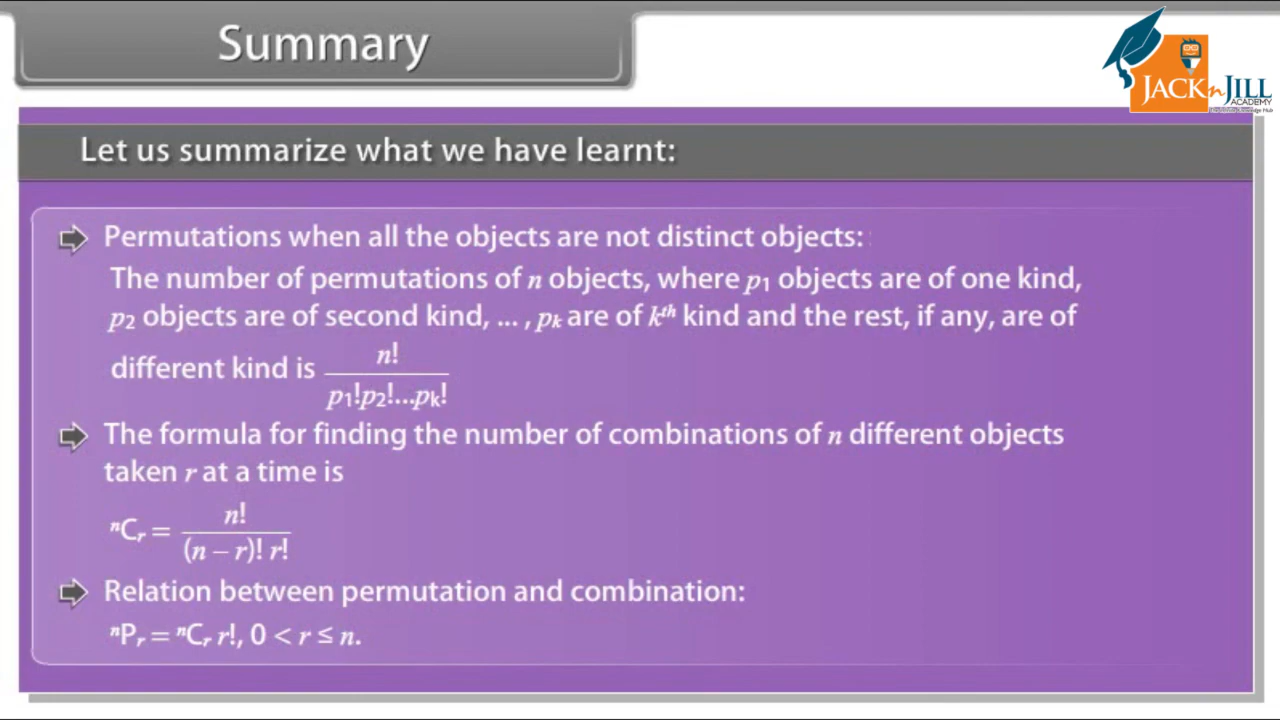 Summary
JACK n JILL
ACADEMY
Let us summarize what we have learnt:
Permutations when all the objects are not distinct objects:
The number of permutations of n objects, where p₁ objects are of one kind,
p₂ objects are of second kind, ... , pₖ are of kᵗʰ kind and the rest, if any, are of
different kind is n! / p₁!p₂!...pₖ!
The formula for finding the number of combinations of n different objects
taken r at a time is
ⁿCᵣ = n! / (n – r)! r!
Relation between permutation and combination:
ⁿPᵣ = ⁿCᵣ r!, 0 < r ≤ n.